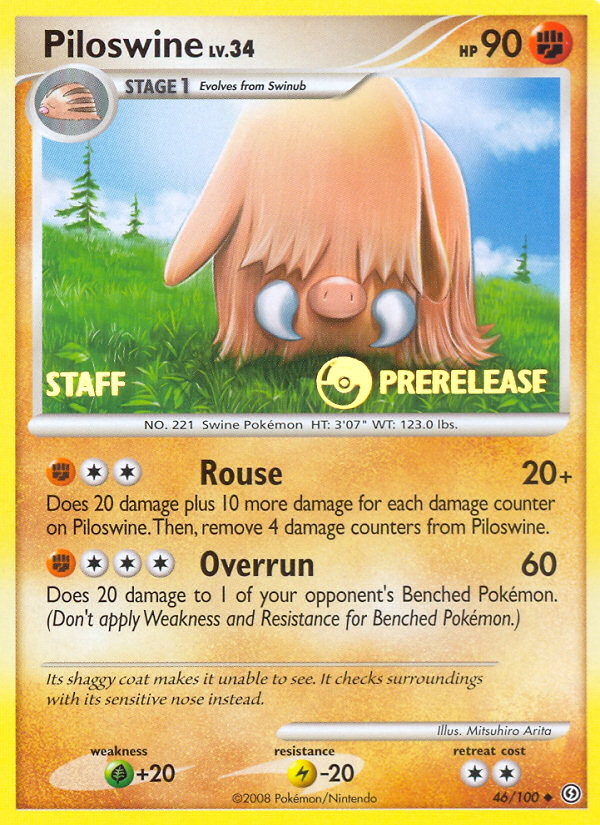 Piloswine LV.34
HP 90
STAGE 1 Evolves from Swinub
STAFF
PRERELEASE
NO. 221 Swine Pokémon HT: 3'07" WT: 123.0 lbs.
Rouse 20+
Does 20 damage plus 10 more damage for each damage counter
on Piloswine. Then, remove 4 damage counters from Piloswine.
Overrun 60
Does 20 damage to 1 of your opponent's Benched Pokémon.
(Don't apply Weakness and Resistance for Benched Pokémon.)
Its shaggy coat makes it unable to see. It checks surroundings
with its sensitive nose instead.
Illus. Mitsuhiro Arita
weakness resistance retreat cost
+20 -20
©2008 Pokémon/Nintendo 46/100